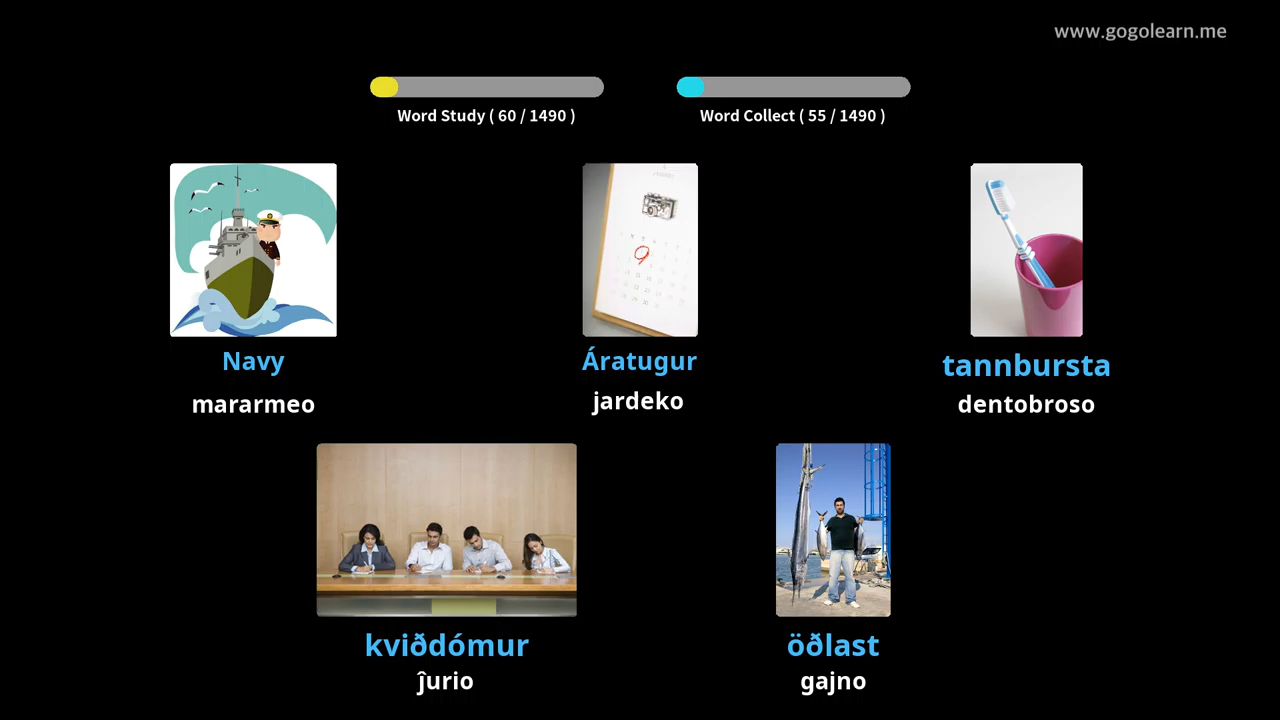 www.gogolearn.me
Word Study ( 60 / 1490 )
Word Collect ( 55 / 1490 )
Navy
mararmeo
Áratugur
jardeko
tannbursta
dentobroso
kviðdómur
ĵurio
öðlast
gajno